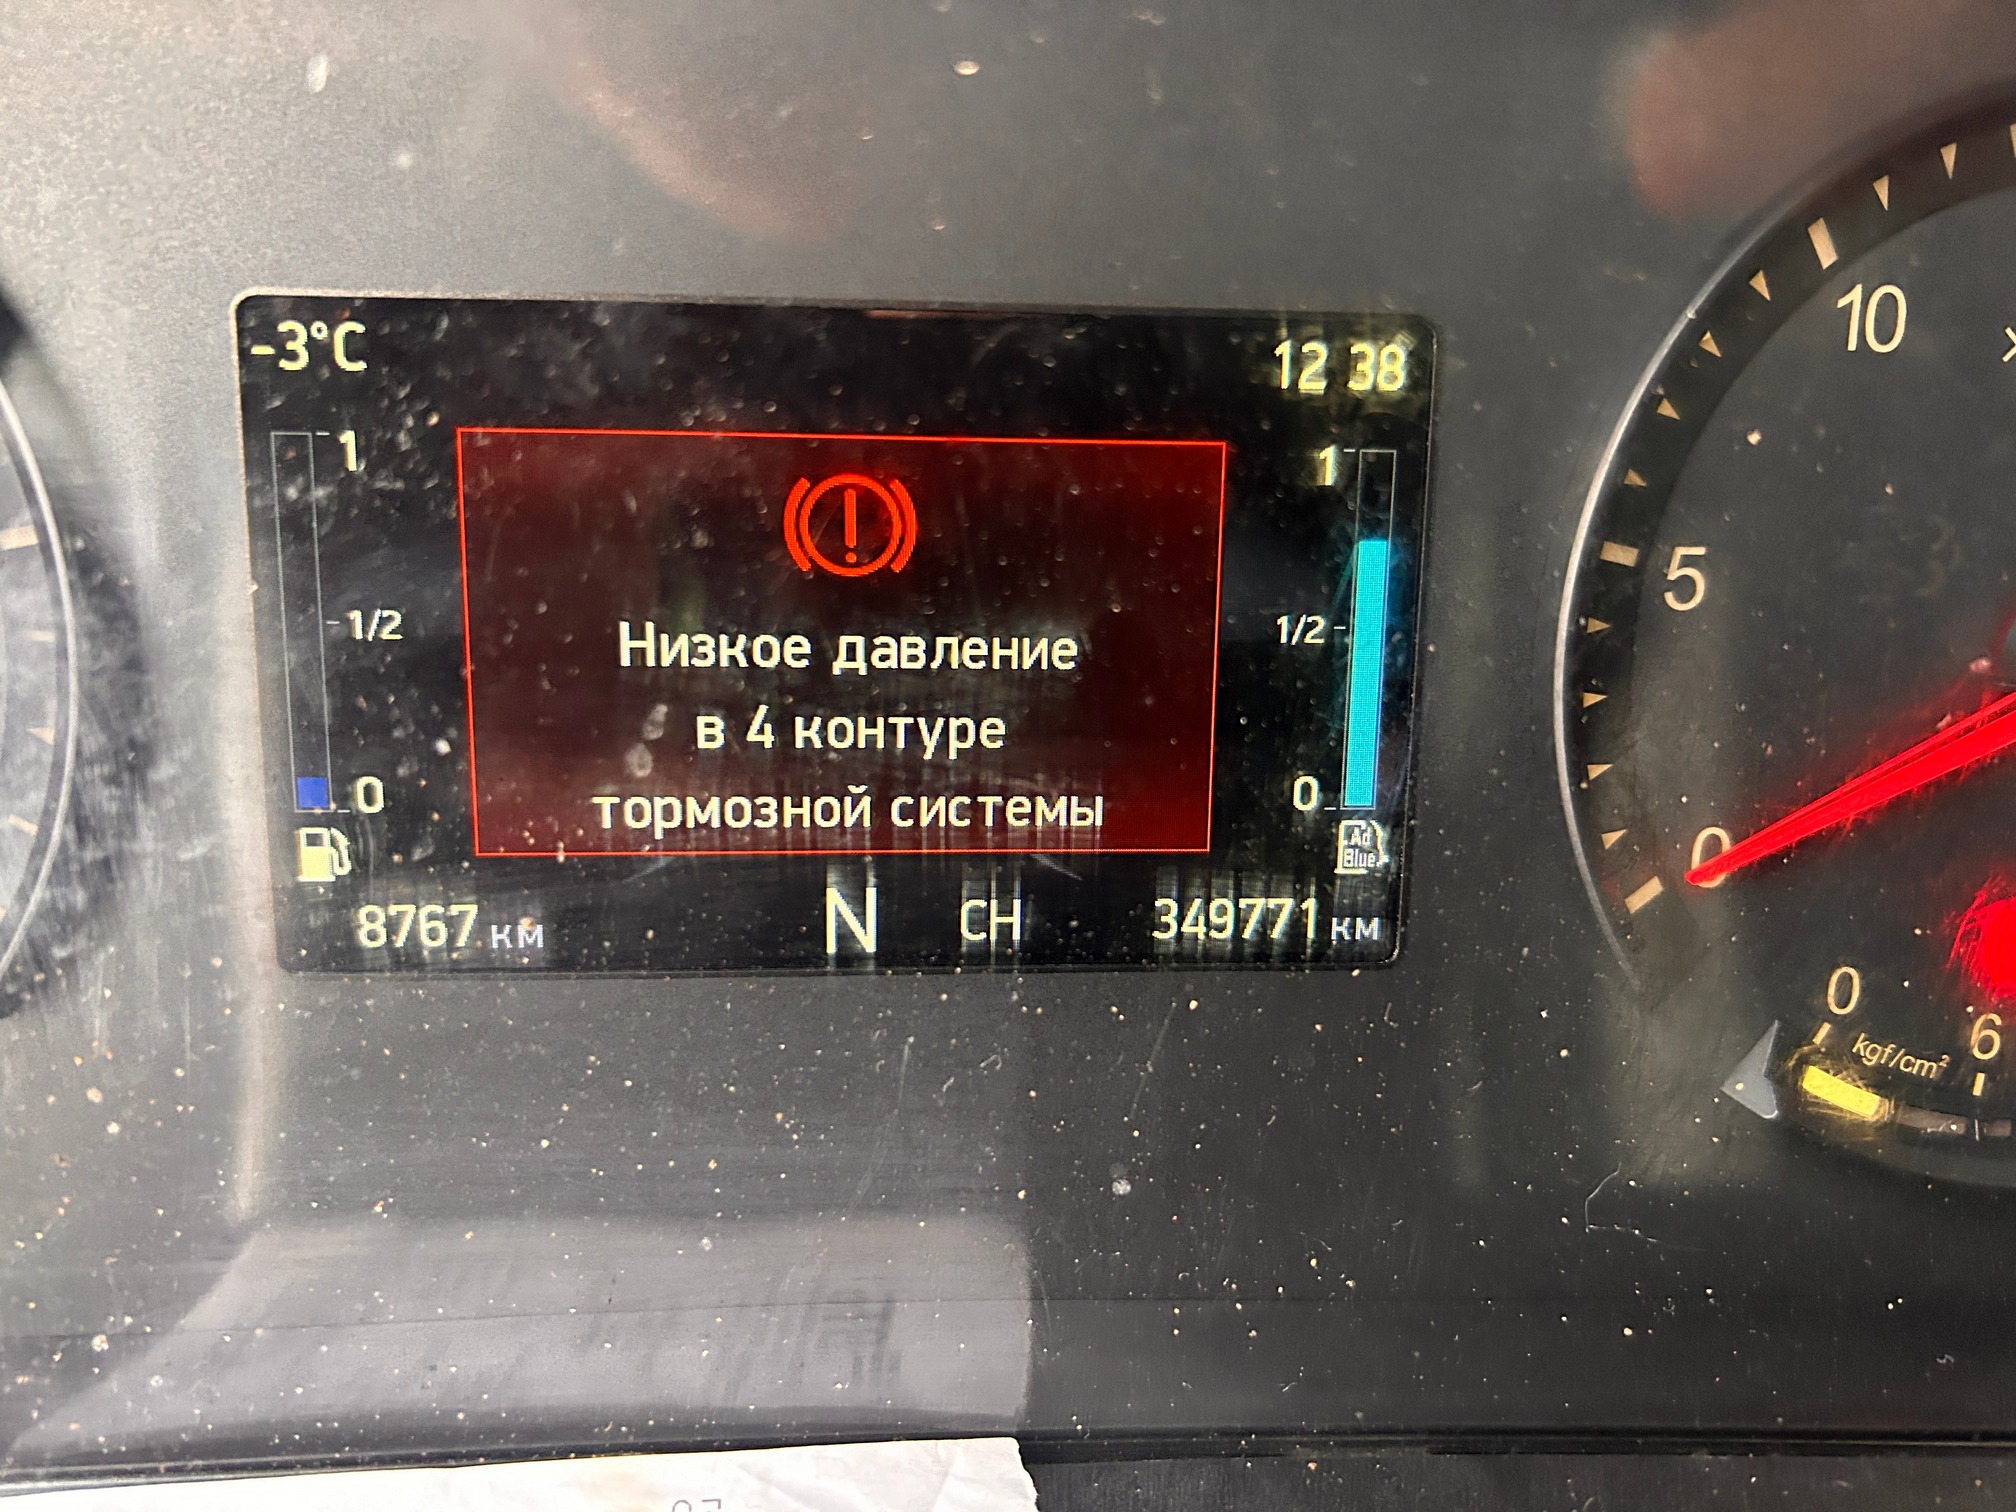 -3°C
12 38
1
1
1/2
1/2
0
0
Низкое давление
в 4 контуре
тормозной системы
Ad
Blue
8767 км
N
CH
349771 км
10
5
0
0
6
kgf/cm²